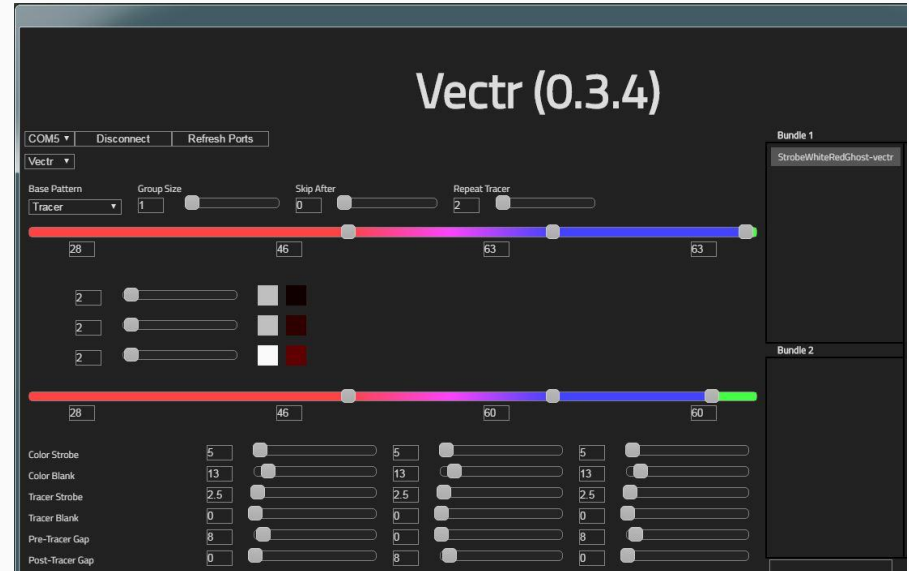 Vectr (0.3.4)
COM5 Disconnect Refresh Ports
Vectr
Base Pattern Group Size Skip After Repeat Tracer
Tracer 1 0 2
28 46 63 63
2
2
2
28 46 60 60
Color Strobe 5 5 5
Color Blank 13 13 13
Tracer Strobe 2.5 2.5 2.5
Tracer Blank 0 0 0
Pre-Tracer Gap 8 0 8
Post-Tracer Gap 0 8 0
Bundle 1
StrobeWhiteRedGhost-vectr
Bundle 2